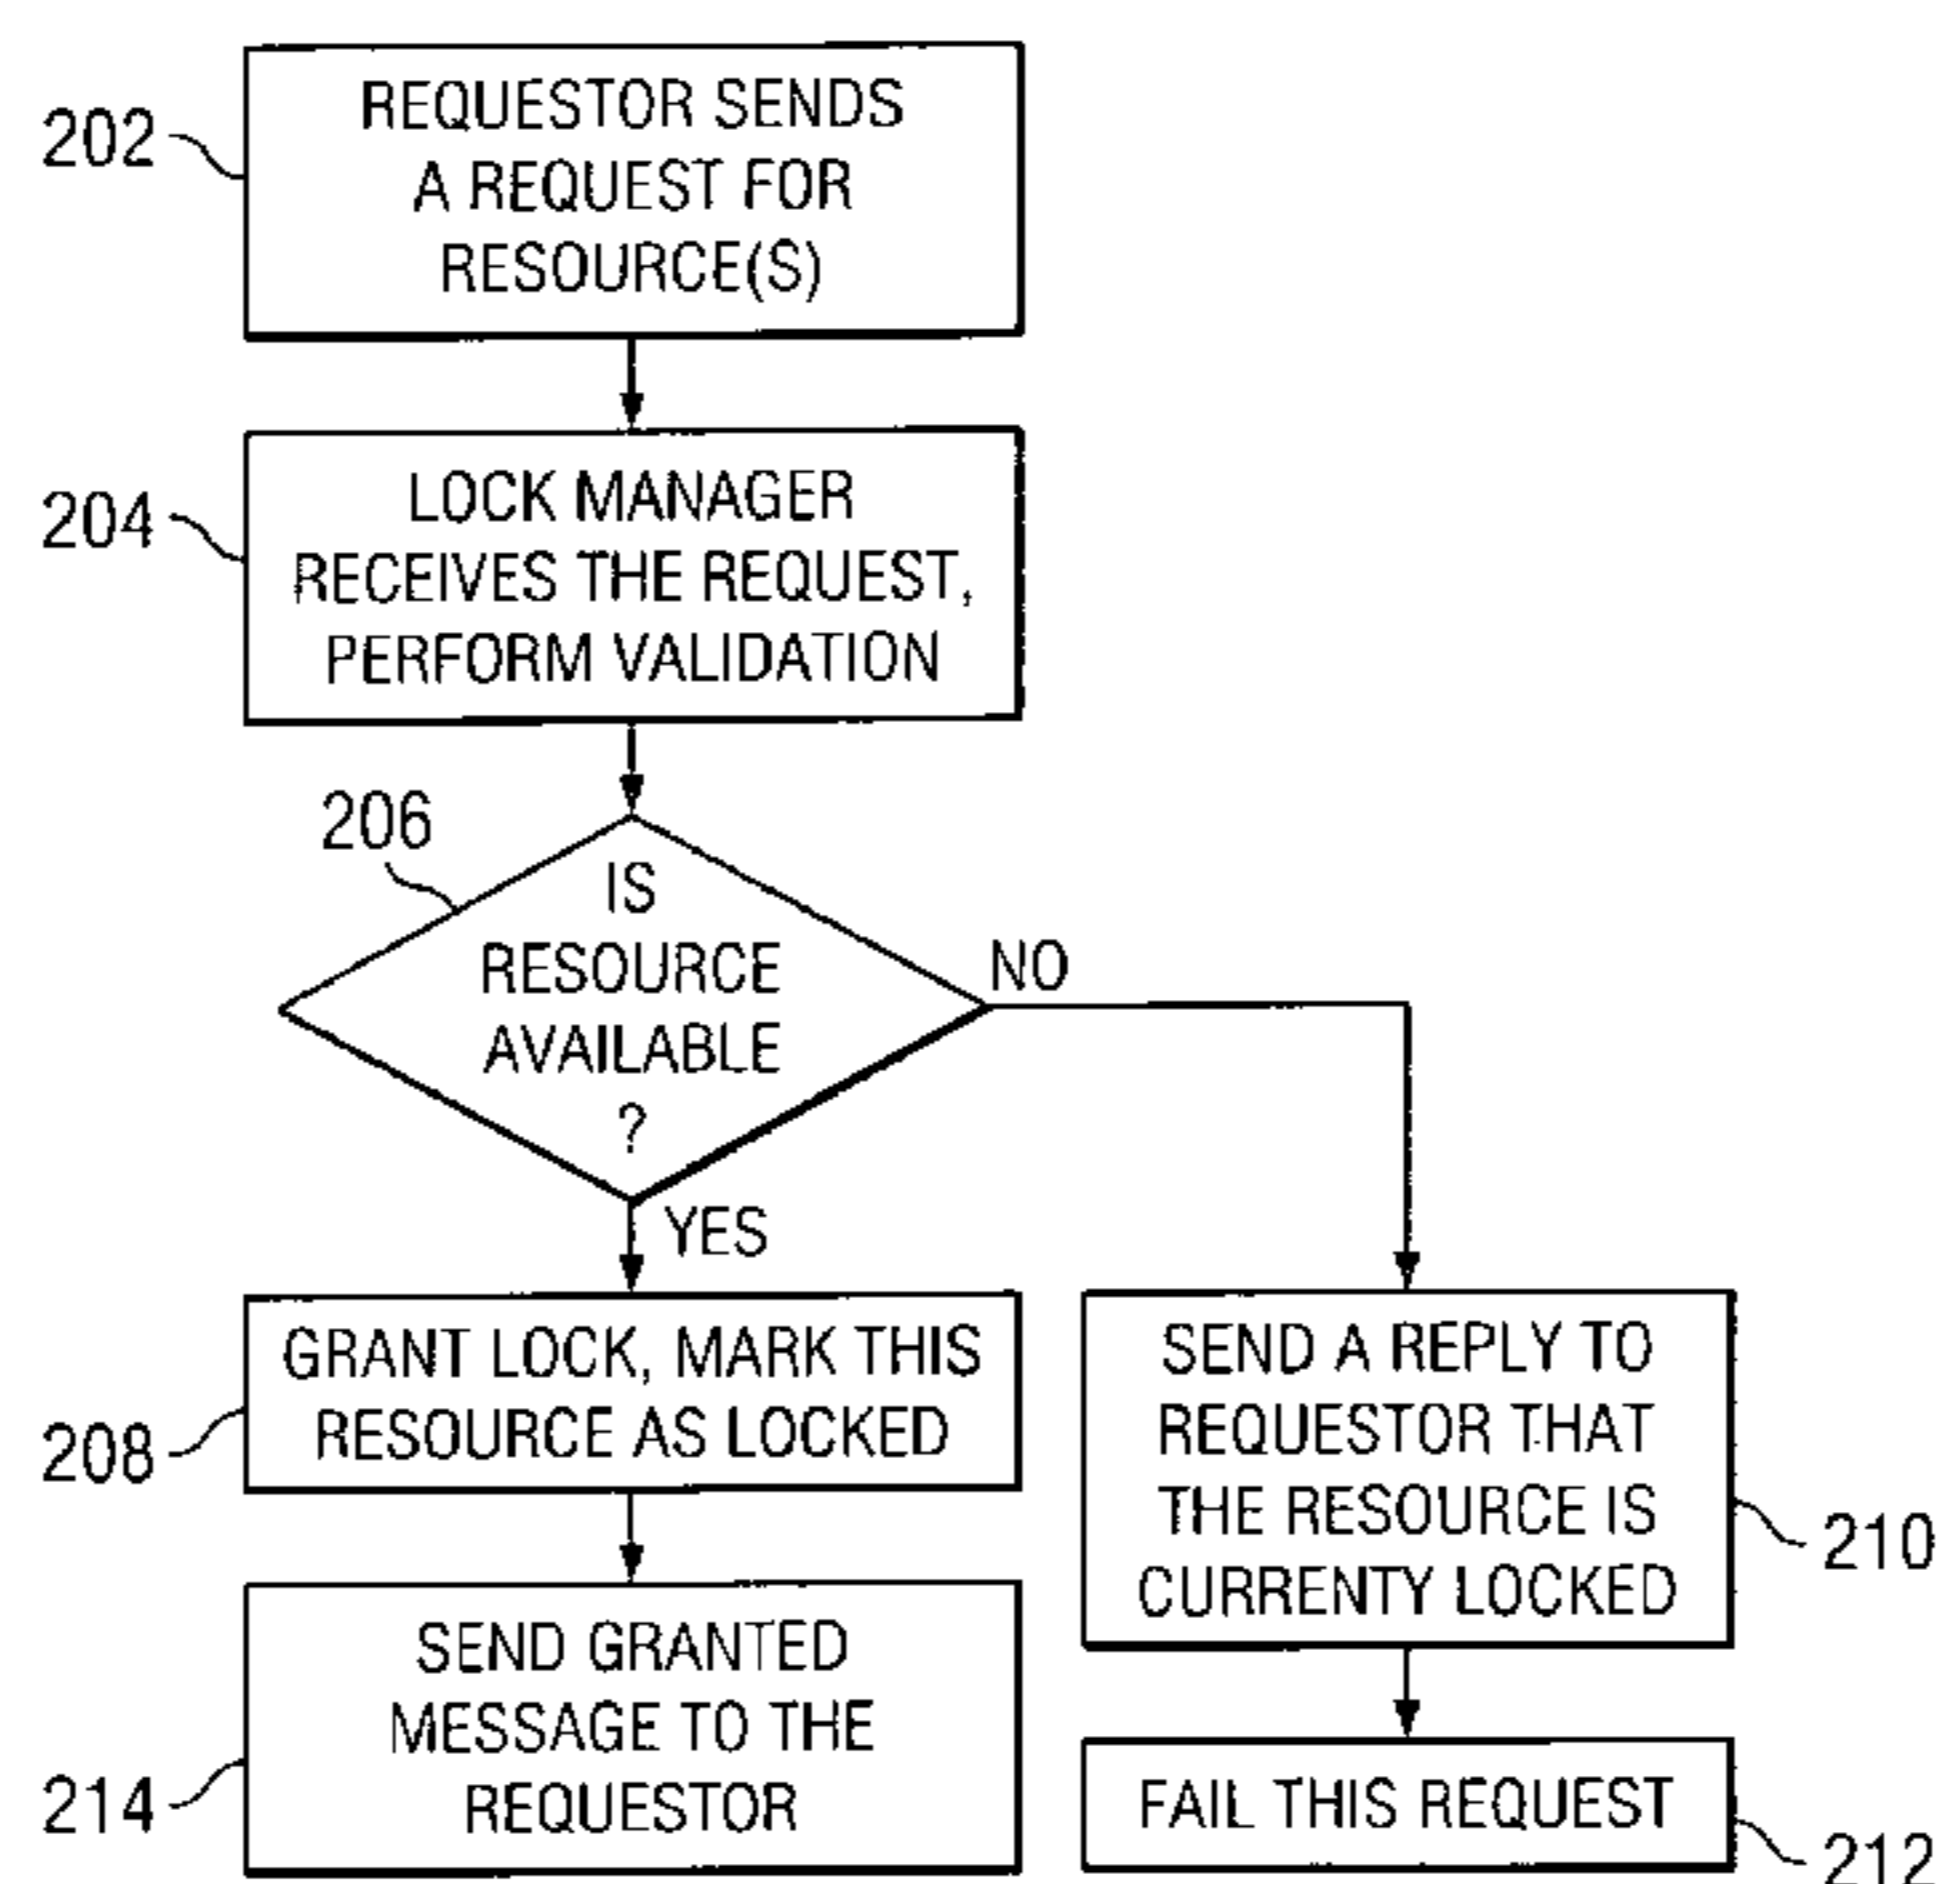 202
REQUESTOR SENDS
A REQUEST FOR
RESOURCE(S)
204
LOCK MANAGER
RECEIVES THE REQUEST,
PERFORM VALIDATION
206
IS
RESOURCE
AVAILABLE
?
NO
YES
208
GRANT LOCK, MARK THIS
RESOURCE AS LOCKED
SEND A REPLY TO
REQUESTOR THAT
THE RESOURCE IS
CURRENTY LOCKED
210
214
SEND GRANTED
MESSAGE TO THE
REQUESTOR
FAIL THIS REQUEST
212